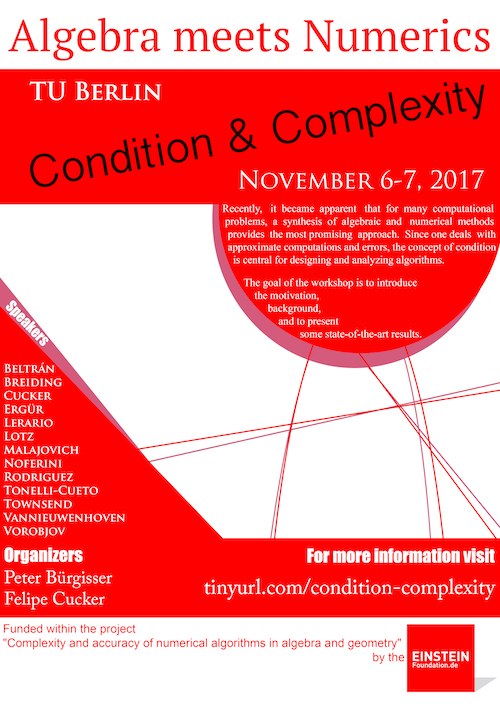 Algebra meets Numerics
TU Berlin
Condition & Complexity
November 6-7, 2017
Recently, it became apparent that for many computational
problems, a synthesis of algebraic and numerical methods
provides the most promising approach. Since one deals with
approximate computations and errors, the concept of condition
is central for designing and analyzing algorithms.
The goal of the workshop is to introduce
the motivation,
background,
and to present
some state-of-the-art results.
Speakers
Beltrán
Breiding
Cucker
Ergür
Lerario
Lotz
Malajovich
Noferini
Rodriguez
Tonelli-Cueto
Townsend
Vannieuwenhoven
Vorobjov
Organizers
Peter Bürgisser
Felipe Cucker
For more information visit
tinyurl.com/condition-complexity
Funded within the project
"Complexity and accuracy of numerical algorithms in algebra and geometry"
by the
EINSTEIN
Foundation.de